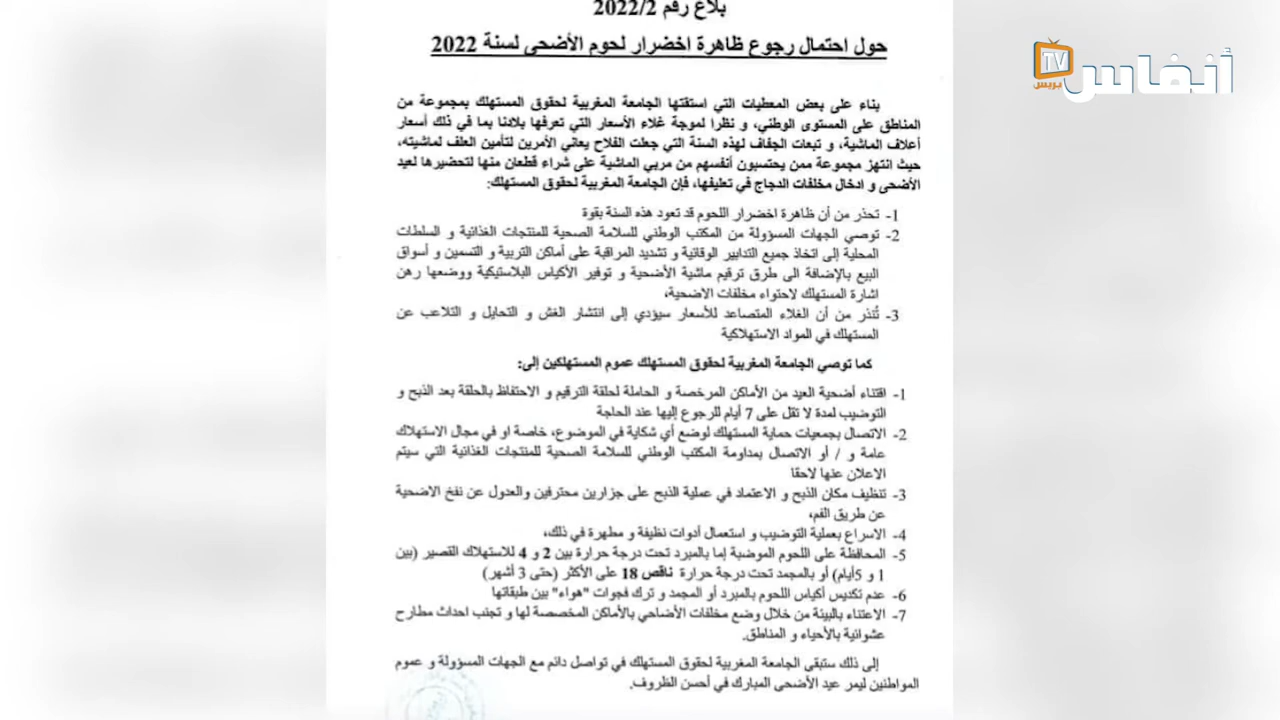 بلاغ رقم 2022/2
حول احتمال رجوع ظاهرة اخضرار لحوم الأضحى لسنة 2022
أنفاس
TV
بريس
بناء على بعض المعطيات التي استقتها الجامعة المغربية لحقوق المستهلك بمجموعة من
المناطق على المستوى الوطني، و نظرا لموجة غلاء الأسعار التي تعرفها بلادنا بما في ذلك أسعار
أعلاف الماشية، و تبعات الجفاف لهذه السنة التي جعلت الفلاح يعاني الأمرين لتأمين العلف لماشيته،
حيث انتهز مجموعة ممن يحتسبون أنفسهم من مربي الماشية على شراء قطعان منها لتحضيرها لعيد
الأضحى و ادخال مخلفات الدجاج في تعليفها، فإن الجامعة المغربية لحقوق المستهلك:
1- تحذر من أن ظاهرة اخضرار اللحوم قد تعود هذه السنة بقوة
2- توصي الجهات المسؤولة من المكتب الوطني للسلامة الصحية للمنتجات الغذائية و السلطات
المحلية إلى اتخاذ جميع التدابير الوقائية و تشديد المراقبة على أماكن التربية و التسمين و أسواق
البيع بالإضافة الى طرق ترقيم ماشية الأضحية و توفير الأكياس البلاستيكية ووضعها رهن
اشارة المستهلك لاحتواء مخلفات الاضحية،
3- تُنذر من أن الغلاء المتصاعد للأسعار سيؤدي إلى انتشار الغش و التحايل و التلاعب عن
المستهلك في المواد الاستهلاكية
كما توصي الجامعة المغربية لحقوق المستهلك عموم المستهلكين إلى:
1- اقتناء أضحية العيد من الأماكن المرخصة و الحاملة لحلقة الترقيم و الاحتفاظ بالحلقة بعد الذبح و
التوضيب لمدة لا تقل على 7 أيام للرجوع إليها عند الحاجة
2- الاتصال بجمعيات حماية المستهلك لوضع أي شكاية في الموضوع، خاصة او في مجال الاستهلاك
عامة و / أو الاتصال بمداومة المكتب الوطني للسلامة الصحية للمنتجات الغذائية التي سيتم
الاعلان عنها لاحقا
3- تنظيف مكان الذبح و الاعتماد في عملية الذبح على جزارين محترفين والعدول عن نفخ الاضحية
عن طريق الفم،
4- الاسراع بعملية التوضيب و استعمال أدوات نظيفة و مطهرة في ذلك،
5- المحافظة على اللحوم الموضبة إما بالمبرد تحت درجة حرارة بين 2 و 4 للاستهلاك القصير (بين
1 و 5أيام) أو بالمجمد تحت درجة حرارة ناقص 18 على الأكثر (حتى 3 أشهر)
6- عدم تكديس أكياس اللحوم بالمبرد أو المجمد و ترك فجوات "هواء" بين طبقاتها
7- الاعتناء بالبيئة من خلال وضع مخلفات الأضاحي بالأماكن المخصصة لها و تجنب احداث مطارح
عشوائية بالأحياء و المناطق.
إلى ذلك ستبقى الجامعة المغربية لحقوق المستهلك في تواصل دائم مع الجهات المسؤولة و عموم
المواطنين ليمر عيد الأضحى المبارك في أحسن الظروف.